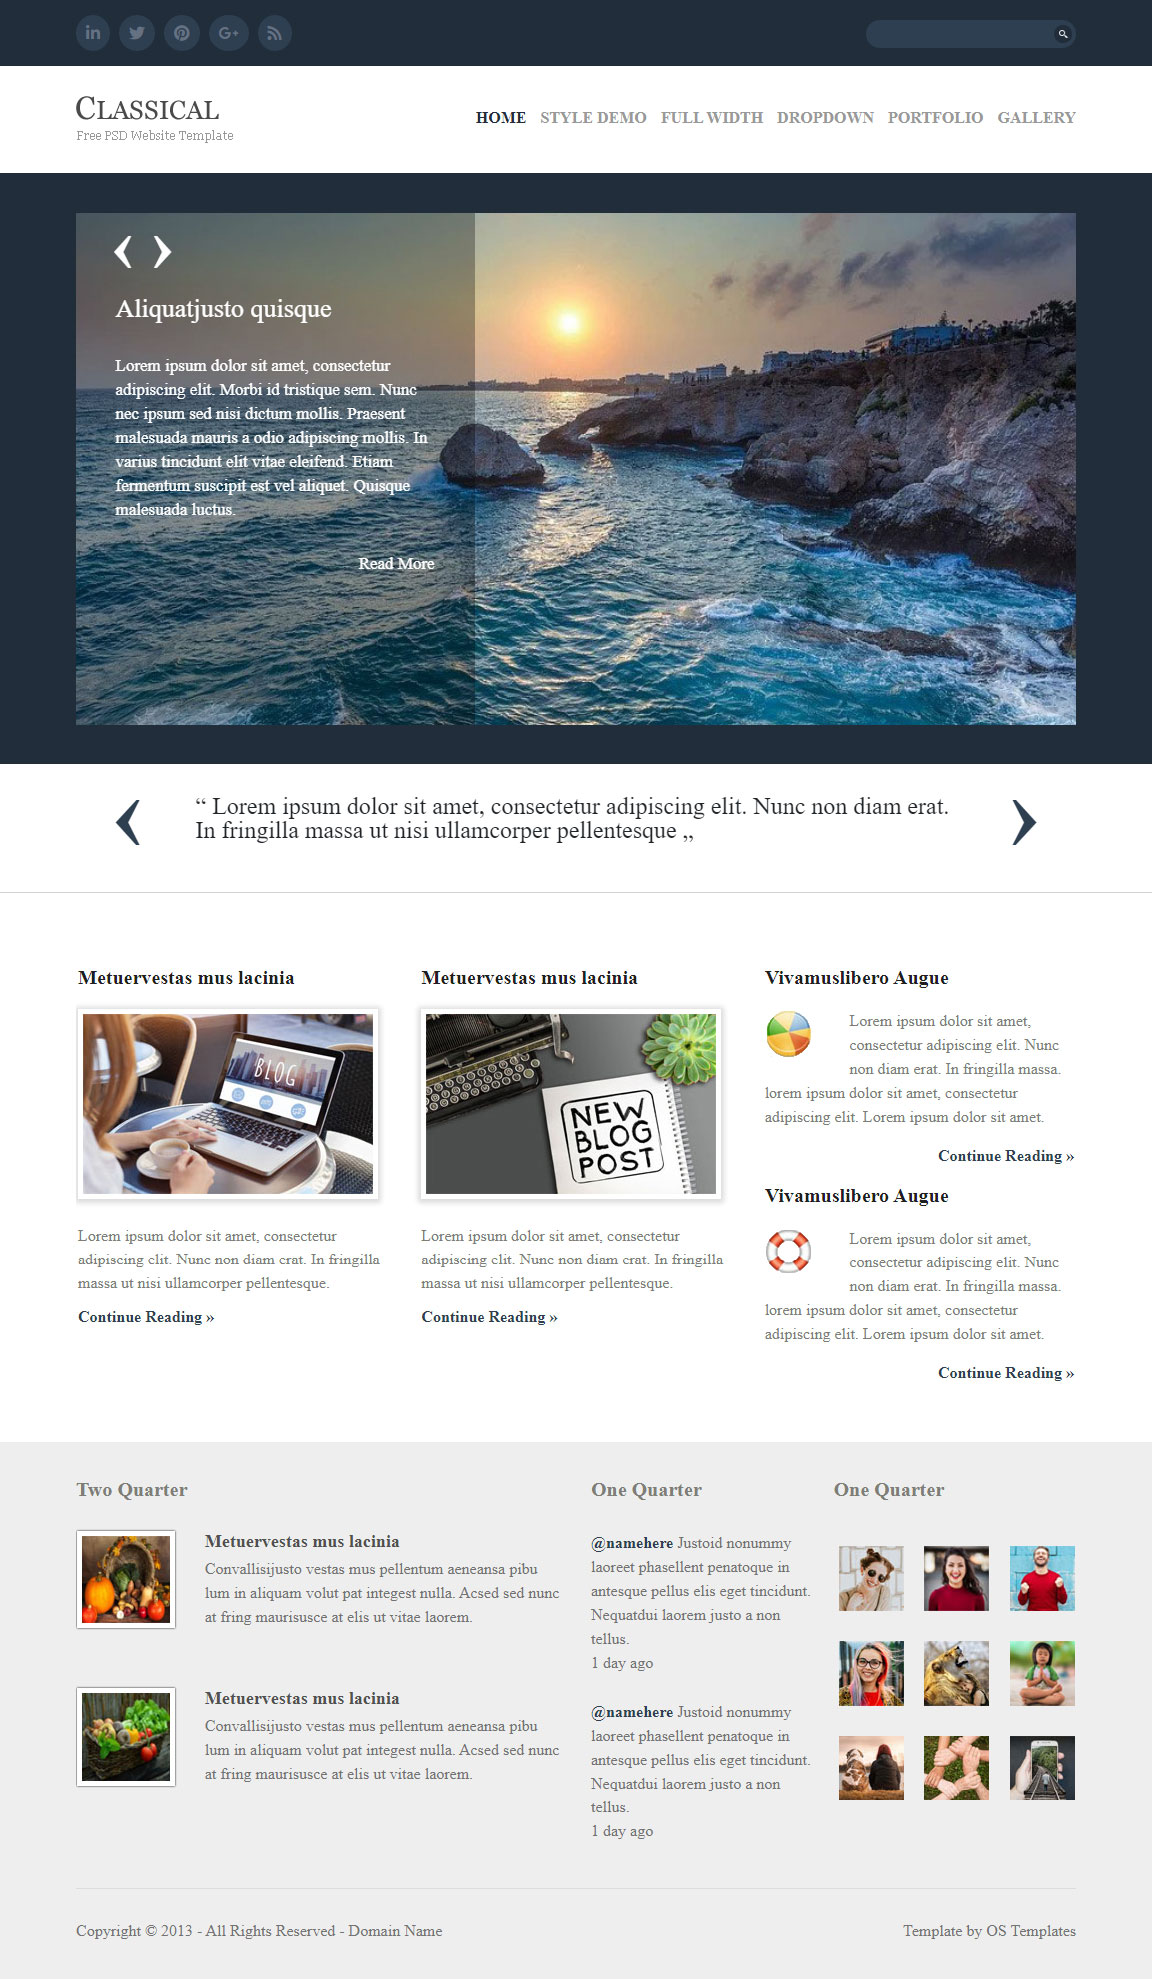 CLASSICAL
Free PSD Website Template
HOME STYLE DEMO FULL WIDTH DROPDOWN PORTFOLIO GALLERY
Aliquatjusto quisque
Lorem ipsum dolor sit amet, consectetur
adipiscing elit. Morbi id tristique sem. Nunc
nec ipsum sed nisi dictum mollis. Praesent
malesuada mauris a odio adipiscing mollis. In
varius tincidunt elit vitae eleifend. Etiam
fermentum suscipit est vel aliquet. Quisque
malesuada luctus.
Read More
“ Lorem ipsum dolor sit amet, consectetur adipiscing elit. Nunc non diam erat.
In fringilla massa ut nisi ullamcorper pellentesque „
Metuervestas mus lacinia
BLOG
Lorem ipsum dolor sit amet, consectetur
adipiscing elit. Nunc non diam erat. In fringilla
massa ut nisi ullamcorper pellentesque.
Continue Reading »
Metuervestas mus lacinia
NEW
BLOG
POST
Lorem ipsum dolor sit amet, consectetur
adipiscing elit. Nunc non diam erat. In fringilla
massa ut nisi ullamcorper pellentesque.
Continue Reading »
Vivamuslibero Augue
Lorem ipsum dolor sit amet,
consectetur adipiscing elit. Nunc
non diam erat. In fringilla massa.
lorem ipsum dolor sit amet, consectetur
adipiscing elit. Lorem ipsum dolor sit amet.
Continue Reading »
Vivamuslibero Augue
Lorem ipsum dolor sit amet,
consectetur adipiscing elit. Nunc
non diam erat. In fringilla massa.
lorem ipsum dolor sit amet, consectetur
adipiscing elit. Lorem ipsum dolor sit amet.
Continue Reading »
Two Quarter
Metuervestas mus lacinia
Convallisijusto vestas mus pellentum aeneansa pibu
lum in aliquam volut pat integest nulla. Acsed sed nunc
at fring maurisusce at elis ut vitae laorem.
Metuervestas mus lacinia
Convallisijusto vestas mus pellentum aeneansa pibu
lum in aliquam volut pat integest nulla. Acsed sed nunc
at fring maurisusce at elis ut vitae laorem.
One Quarter
@namehere Justoid nonummy
laoreet phasellent penatoque in
antesque pellus elis eget tincidunt.
Nequatdui laorem justo a non
tellus.
1 day ago
@namehere Justoid nonummy
laoreet phasellent penatoque in
antesque pellus elis eget tincidunt.
Nequatdui laorem justo a non
tellus.
1 day ago
One Quarter
Copyright © 2013 - All Rights Reserved - Domain Name
Template by OS Templates